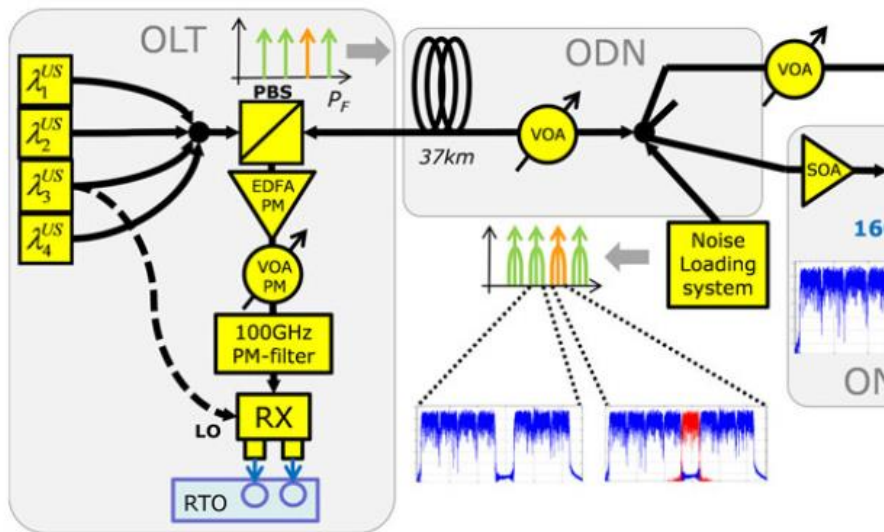 OLT
λ₁ᵁˢ
λ₂ᵁˢ
λ₃ᵁˢ
λ₄ᵁˢ
PBS
P_F
EDFA
PM
VOA
PM
100GHz
PM-filter
LO
RX
RTO
ODN
37km
VOA
VOA
SOA
Noise
Loading
system
16
ON